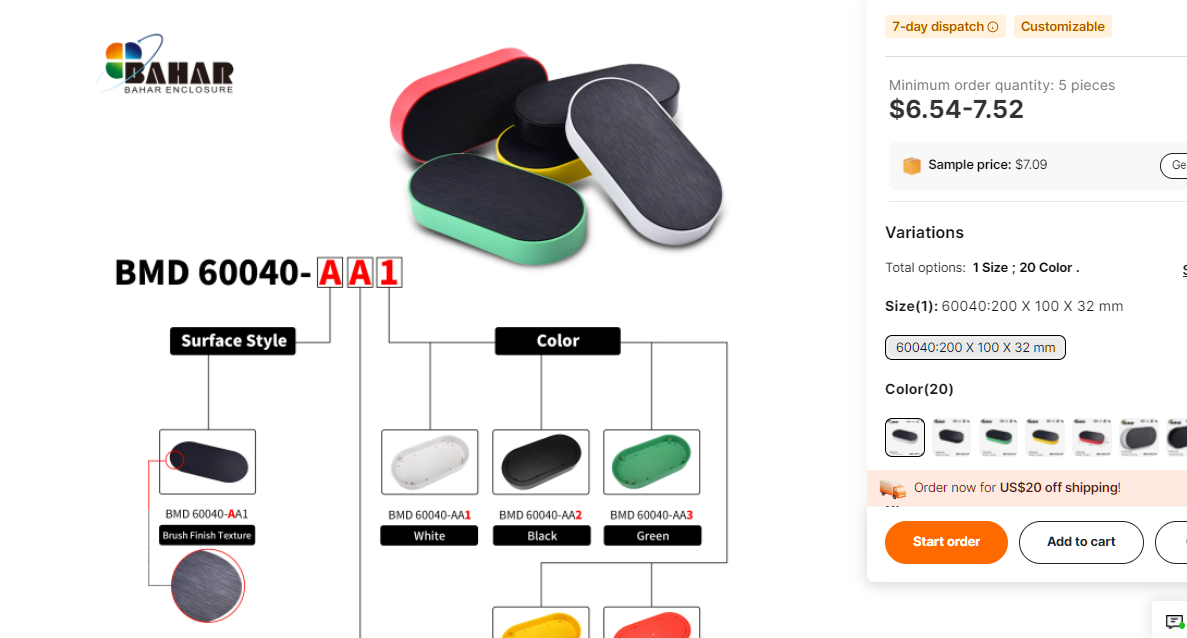 BAHAR
BAHAR ENCLOSURE
BMD 60040-AA1
Surface Style
Color
BMD 60040-AA1
Brush Finish Texture
BMD 60040-AA1
White
BMD 60040-AA2
Black
BMD 60040-AA3
Green
7-day dispatch
Customizable
Minimum order quantity: 5 pieces
$6.54-7.52
Sample price: $7.09
Variations
Total options: 1 Size ; 20 Color .
Size(1): 60040:200 X 100 X 32 mm
60040:200 X 100 X 32 mm
Color(20)
Order now for US$20 off shipping!
Start order
Add to cart